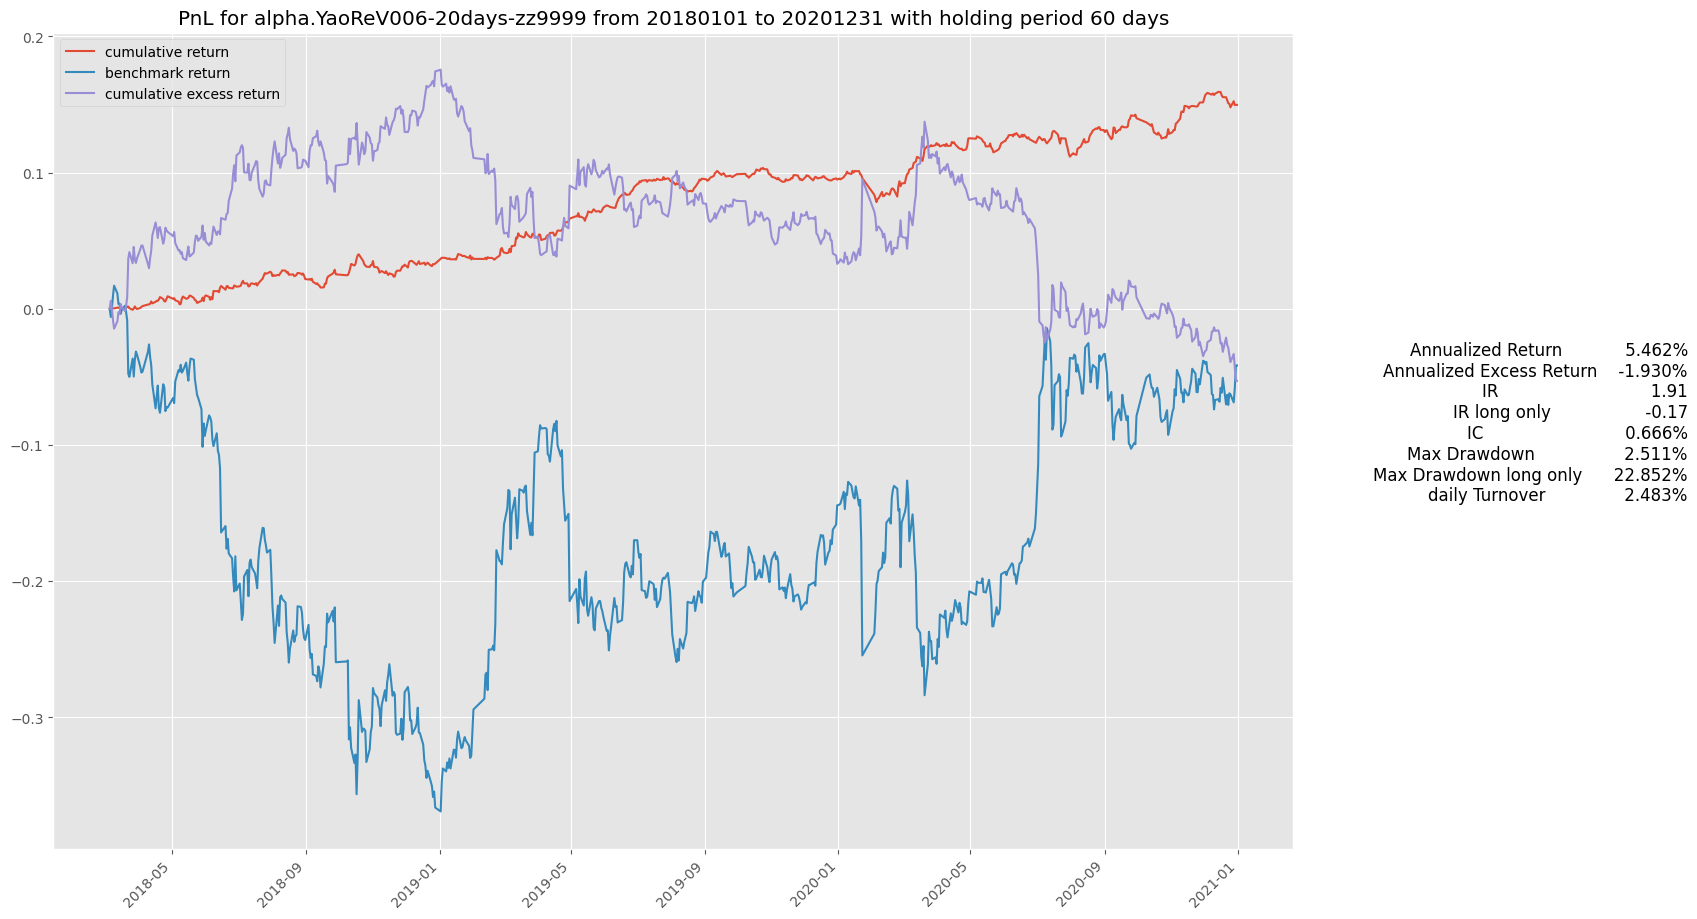 PnL for alpha.YaoReV006-20days-zz9999 from 20180101 to 20201231 with holding period 60 days
cumulative return
benchmark return
cumulative excess return
0.2
0.1
0.0
−0.1
−0.2
−0.3
2018-05
2018-09
2019-01
2019-05
2019-09
2020-01
2020-05
2020-09
2021-01
Annualized Return 5.462%
Annualized Excess Return -1.930%
IR 1.91
IR long only -0.17
IC 0.666%
Max Drawdown 2.511%
Max Drawdown long only 22.852%
daily Turnover 2.483%